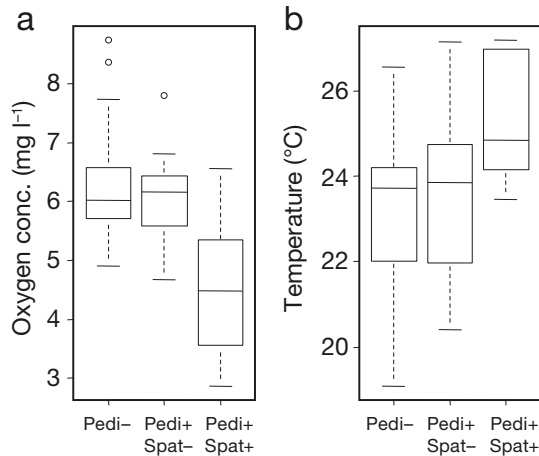 a
Oxygen conc. (mg l⁻¹)
8
7
6
5
4
3
Pedi–
Pedi+
Spat–
Pedi+
Spat+
b
Temperature (°C)
26
24
22
20
Pedi–
Pedi+
Spat–
Pedi+
Spat+